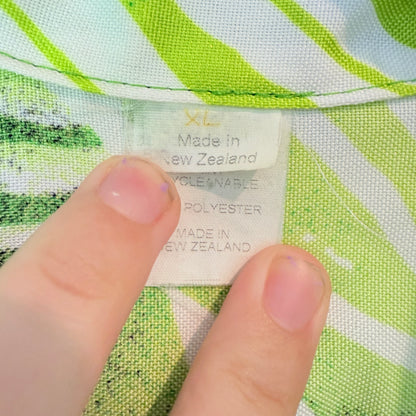 XL
Made in
New Zealand
POLYESTER
MADE IN
NEW ZEALAND